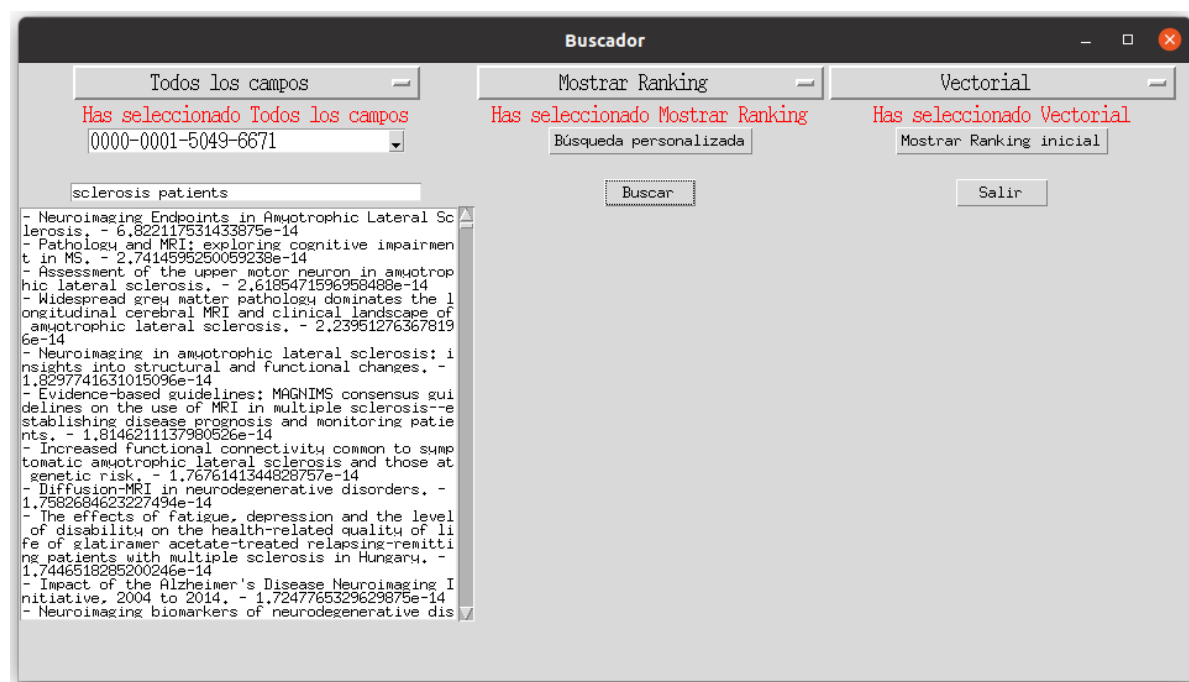 Buscador
Todos los campos
Mostrar Ranking
Vectorial
Has seleccionado Todos los campos
Has seleccionado Mostrar Ranking
Has seleccionado Vectorial
0000-0001-5049-6671
Búsqueda personalizada
Mostrar Ranking inicial
sclerosis patients
Buscar
Salir
- Neuroimaging Endpoints in Amyotrophic Lateral Sc
lerosis. - 6.822117531433875e-14
- Pathology and MRI: exploring cognitive impairmen
t in MS. - 2.7414595250059238e-14
- Assessment of the upper motor neuron in amyotrop
hic lateral sclerosis. - 2.6185471596958488e-14
- Widespread grey matter pathology dominates the l
ongitudinal cerebral MRI and clinical landscape of
 amyotrophic lateral sclerosis. - 2.23951276367819
6e-14
- Neuroimaging in amyotrophic lateral sclerosis: i
nsights into structural and functional changes. -
1.8297741631015096e-14
- Evidence-based guidelines: MAGNIMS consensus gui
delines on the use of MRI in multiple sclerosis--e
stablishing disease prognosis and monitoring patie
nts. - 1.8146211137980526e-14
- Increased functional connectivity common to symp
tomatic amyotrophic lateral sclerosis and those at
 genetic risk. - 1.7676141344828757e-14
- Diffusion-MRI in neurodegenerative disorders. -
1.7582684623227494e-14
- The effects of fatigue, depression and the level
 of disability on the health-related quality of li
fe of glatiramer acetate-treated relapsing-remitti
ng patients with multiple sclerosis in Hungary. -
1.7446518285200246e-14
- Impact of the Alzheimer's Disease Neuroimaging I
nitiative, 2004 to 2014. - 1.7247765329629875e-14
- Neuroimaging biomarkers of neurodegenerative dis